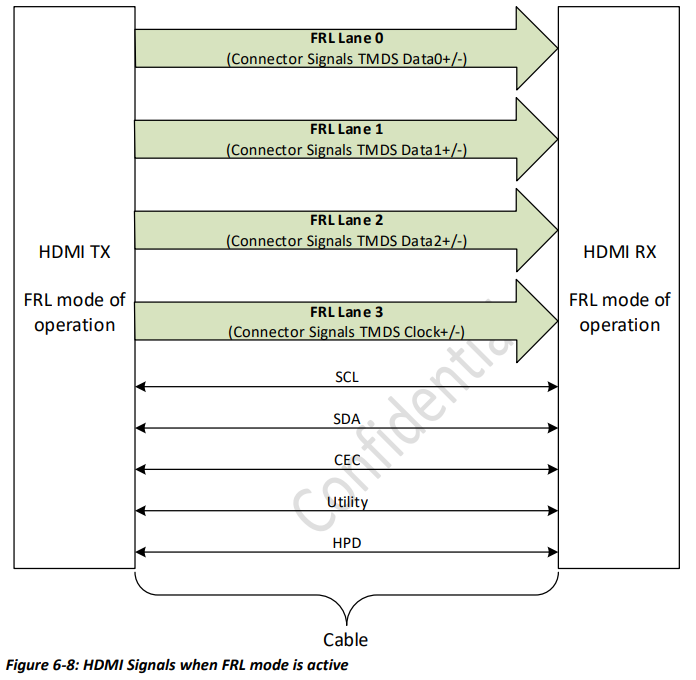 FRL Lane 0
(Connector Signals TMDS Data0+/-)
FRL Lane 1
(Connector Signals TMDS Data1+/-)
FRL Lane 2
(Connector Signals TMDS Data2+/-)
HDMI TX
HDMI RX
FRL mode of
operation
FRL mode of
operation
FRL Lane 3
(Connector Signals TMDS Clock+/-)
Confidential
SCL
SDA
CEC
Utility
HPD
Cable
Figure 6-8: HDMI Signals when FRL mode is active